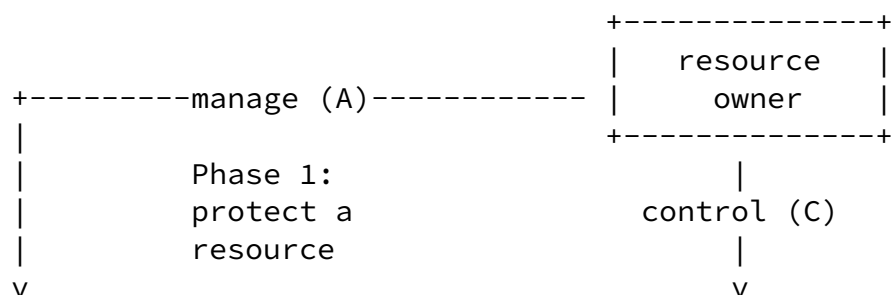 +--------------+
                                             |   resource   |
+---------manage (A)------------ |     owner     |
|                                            +--------------+
|         Phase 1:                           |
|         protect a                   control (C)
|         resource                           |
v                                            v